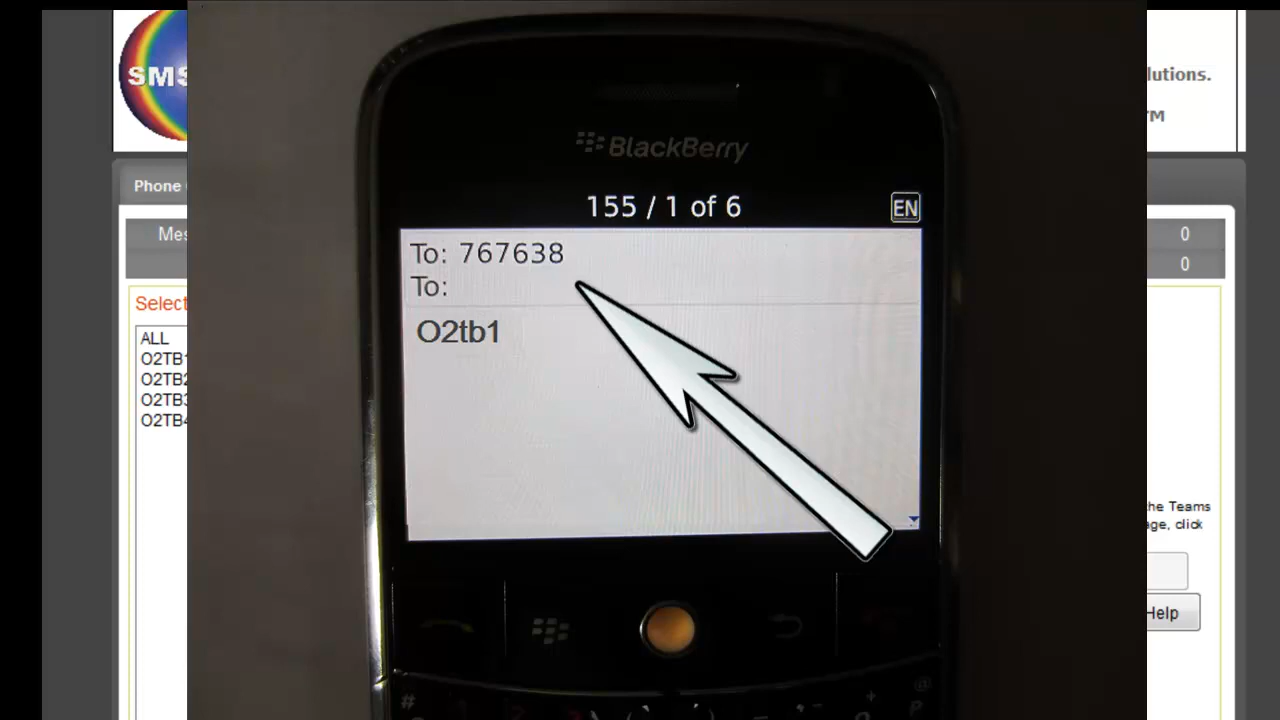 SMS
lutions.
TM
BlackBerry
155 / 1 of 6
EN
Phone
Mes
0
0
To: 767638
To:
Select
O2tb1
ALL
O2TB1
O2TB2
O2TB3
O2TB4
he Teams
age, click
Help
#
@
P
+